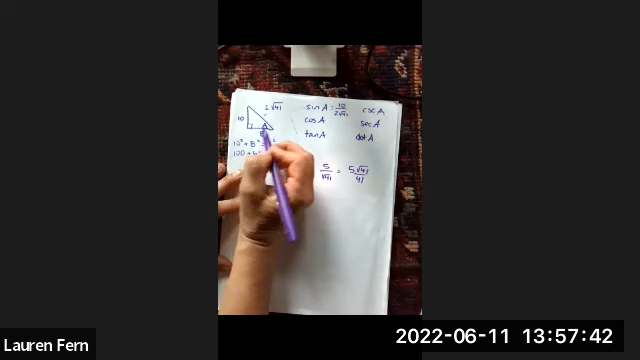 2√41
10
8
sin A = 10/2√41
csc A
cos A
sec A
tan A
cot A
10² + 8² =
100 +
5/√41 = 5√41/41
Lauren Fern
2022-06-11 13:57:42